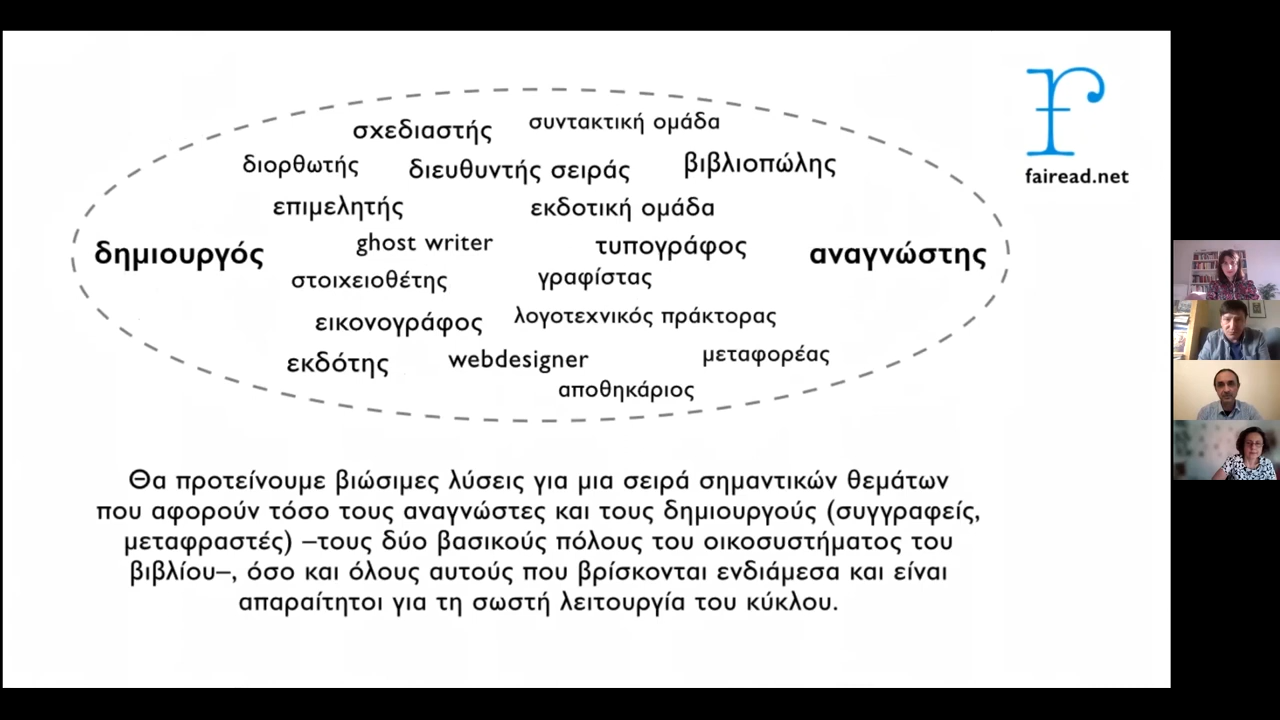 σχεδιαστής
συντακτική ομάδα
διορθωτής
διευθυντής σειράς
βιβλιοπώλης
επιμελητής
εκδοτική ομάδα
δημιουργός
ghost writer
τυπογράφος
αναγνώστης
στοιχειοθέτης
γραφίστας
εικονογράφος
λογοτεχνικός πράκτορας
εκδότης
webdesigner
μεταφορέας
αποθηκάριος
fairead.net
Θα προτείνουμε βιώσιμες λύσεις για μια σειρά σημαντικών θεμάτων
που αφορούν τόσο τους αναγνώστες και τους δημιουργούς (συγγραφείς,
μεταφραστές) –τους δύο βασικούς πόλους του οικοσυστήματος του
βιβλίου–, όσο και όλους αυτούς που βρίσκονται ενδιάμεσα και είναι
απαραίτητοι για τη σωστή λειτουργία του κύκλου.